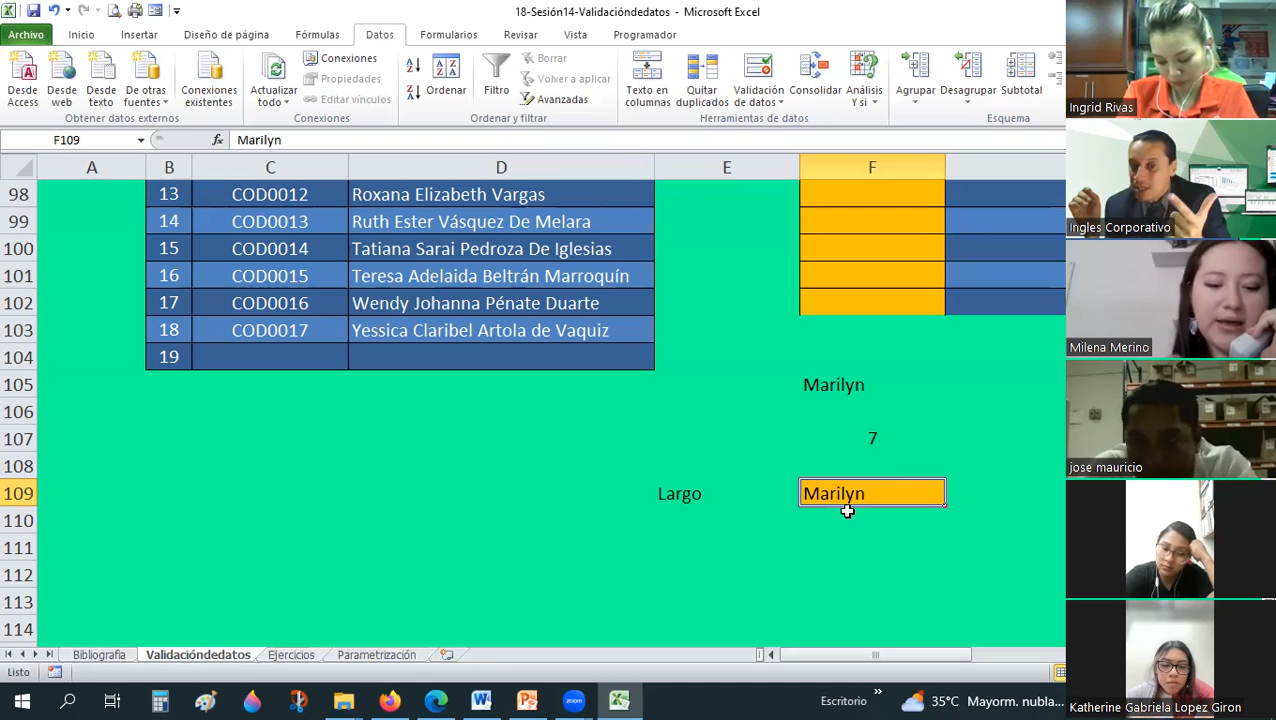 18-Sesión14-Validacióndedatos - Microsoft Excel
Archivo Inicio Insertar Diseño de página Fórmulas Datos Formularios Revisar Vista Programador
Desde Access
Desde web
Desde texto
De otras fuentes
Conexiones existentes
Obtener datos externos
Actualizar todo
Conexiones
Propiedades
Editar vínculos
Conexiones
Ordenar
Filtro
Borrar
Volver a aplicar
Avanzadas
Ordenar y filtrar
Texto en columnas
Quitar duplicados
Validación de datos
Consolidar
Análisis Y si
Herramientas de datos
Agrupar
Desagrupar
Subtotal
Esquema
F109 fx Marilyn
A B C D E F
98 13 COD0012 Roxana Elizabeth Vargas
99 14 COD0013 Ruth Ester Vásquez De Melara
100 15 COD0014 Tatiana Sarai Pedroza De Iglesias
101 16 COD0015 Teresa Adelaida Beltrán Marroquín
102 17 COD0016 Wendy Johanna Pénate Duarte
103 18 COD0017 Yessica Claribel Artola de Vaquiz
104 19
105 Marilyn
106
107 7
108
109 Largo Marilyn
110
111
112
113
114
Bibliografia Validacióndedatos Ejercicios Parametrización
Listo
Escritorio
35°C Mayorm. nubla...
Ingrid Rivas
Ingles Corporativo
Milena Merino
jose mauricio
Katherine Gabriela Lopez Giron